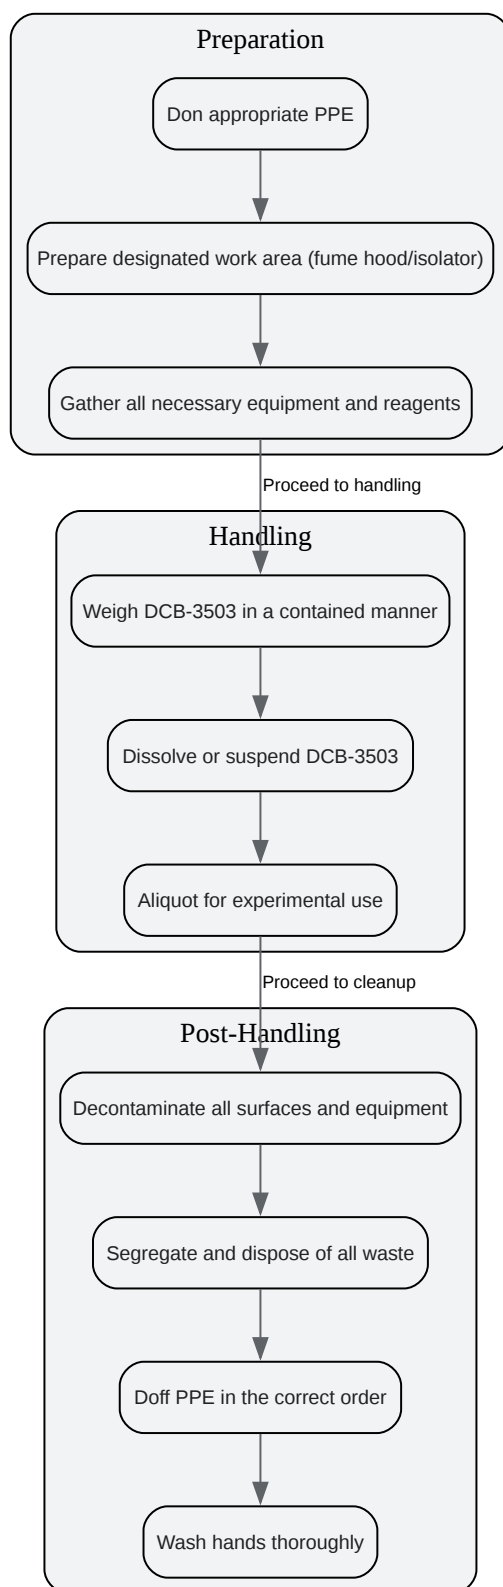 Preparation
Don appropriate PPE
Prepare designated work area (fume hood/isolator)
Gather all necessary equipment and reagents
Proceed to handling
Handling
Weigh DCB-3503 in a contained manner
Dissolve or suspend DCB-3503
Aliquot for experimental use
Proceed to cleanup
Post-Handling
Decontaminate all surfaces and equipment
Segregate and dispose of all waste
Doff PPE in the correct order
Wash hands thoroughly